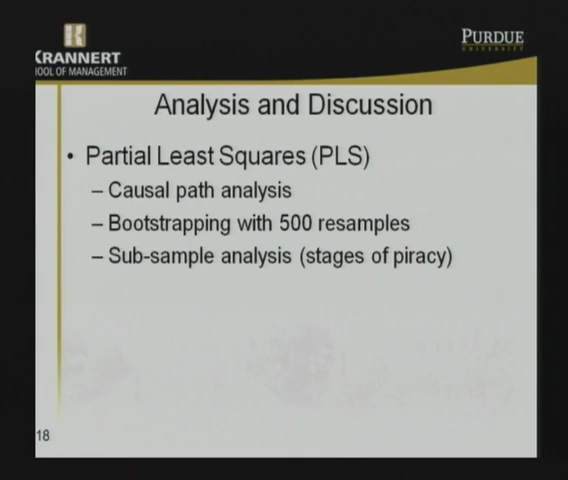 KRANNERT
OOL OF MANAGEMENT
PURDUE
UNIVERSITY
Analysis and Discussion
• Partial Least Squares (PLS)
– Causal path analysis
– Bootstrapping with 500 resamples
– Sub-sample analysis (stages of piracy)
18